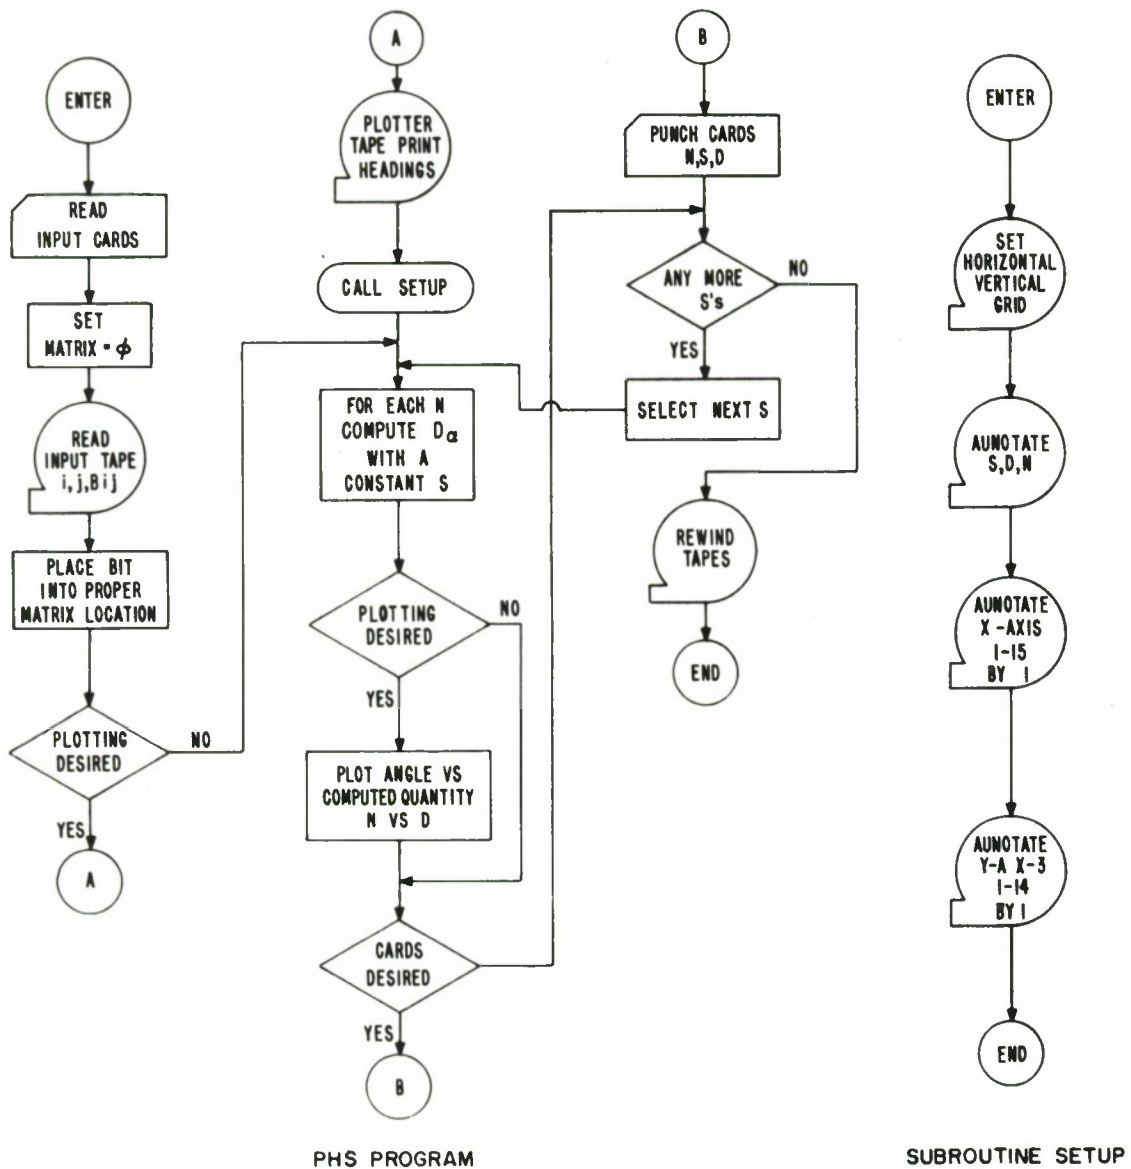 ENTER
READ
INPUT CARDS
SET
MATRIX = ϕ
READ
INPUT TAPE
i, j, Bij
PLACE BIT
INTO PROPER
MATRIX LOCATION
PLOTTING
DESIRED
NO
YES
A
A
PLOTTER
TAPE PRINT
HEADINGS
CALL SETUP
FOR EACH N
COMPUTE Dα
WITH A
CONSTANT S
PLOTTING
DESIRED
NO
YES
PLOT ANGLE VS
COMPUTED QUANTITY
N VS D
CARDS
DESIRED
YES
B
B
PUNCH CARDS
N,S,D
ANY MORE
S's
NO
YES
SELECT NEXT S
REWIND
TAPES
END
PHS PROGRAM
ENTER
SET
HORIZONTAL
VERTICAL
GRID
AUNOTATE
S,D,N
AUNOTATE
X -AXIS
1-15
BY 1
AUNOTATE
Y-A X-3
1-14
BY 1
END
SUBROUTINE SETUP